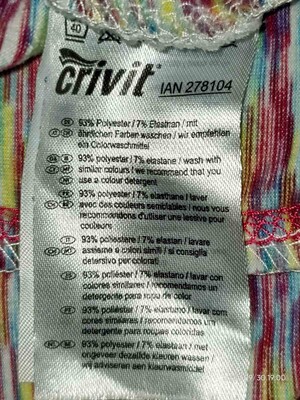 40
crivit
IAN 278104
93% Polyester / 7% Elasthan / mit
ähnlichen Farben waschen / wir empfehlen
ein Colorwaschmittel
93% polyester / 7% elastane / wash with
similar colours / we recommend that you
use a colour detergent
93% polyester / 7% élasthane / laver
avec des couleurs semblables / nous vous
recommandons d'utiliser une lessive pour
couleurs
93% poliestere / 7% elastano / lavare
assieme a colori simili / si consiglia
detersivo per colorati
93% poliéster / 7% elastano / lavar con
colores similares / recomendamos un
detergente para ropa de color
93% poliéster / 7% elastano / lavar com
cores similares / recomendamos um
detergente para roupas coloridas
93% polyester / 7% elastaan / met
ongeveer dezelfde kleuren wassen /
wij adviseren een kleurwasmiddel
30 19:00